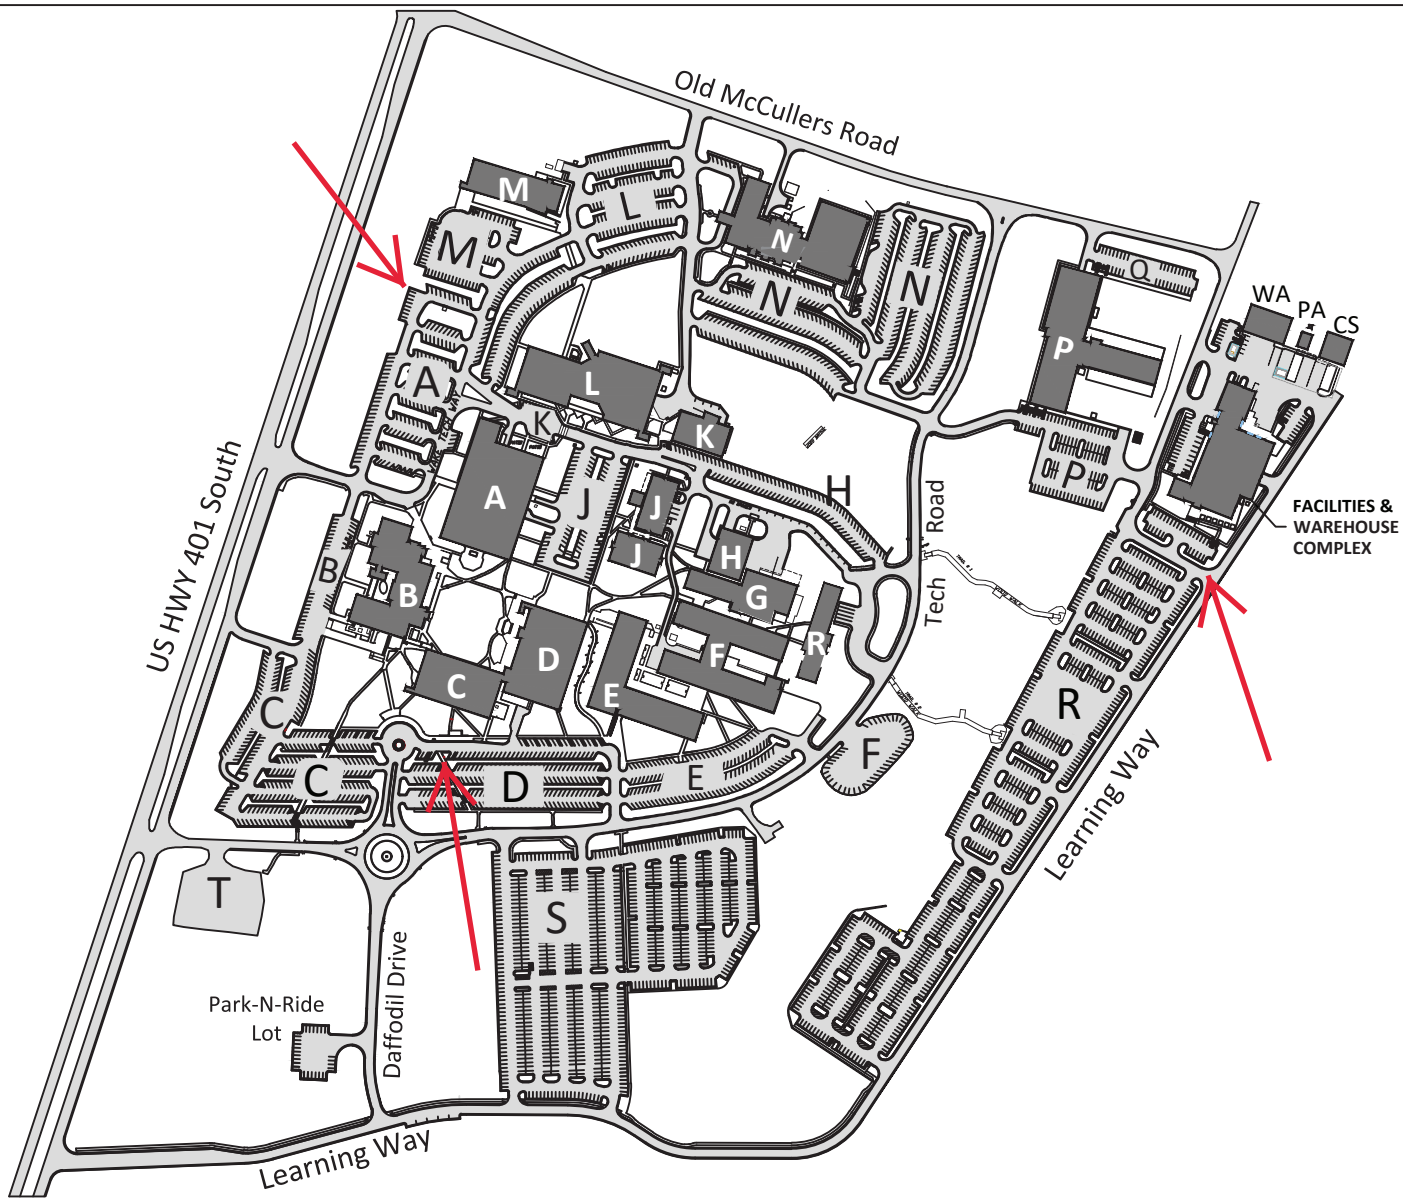 Old McCullers Road
M
L
N
M
N
N
Q
WA
PA
CS
P
A
L
K
K
A
J
J
H
P
US HWY 401 South
FACILITIES &
WAREHOUSE
COMPLEX
Tech Road
B
B
J
H
G
D
F
R
C
E
C
R
C
D
E
F
Learning Way
T
S
Park-N-Ride
Lot
Daffodil Drive
Learning Way